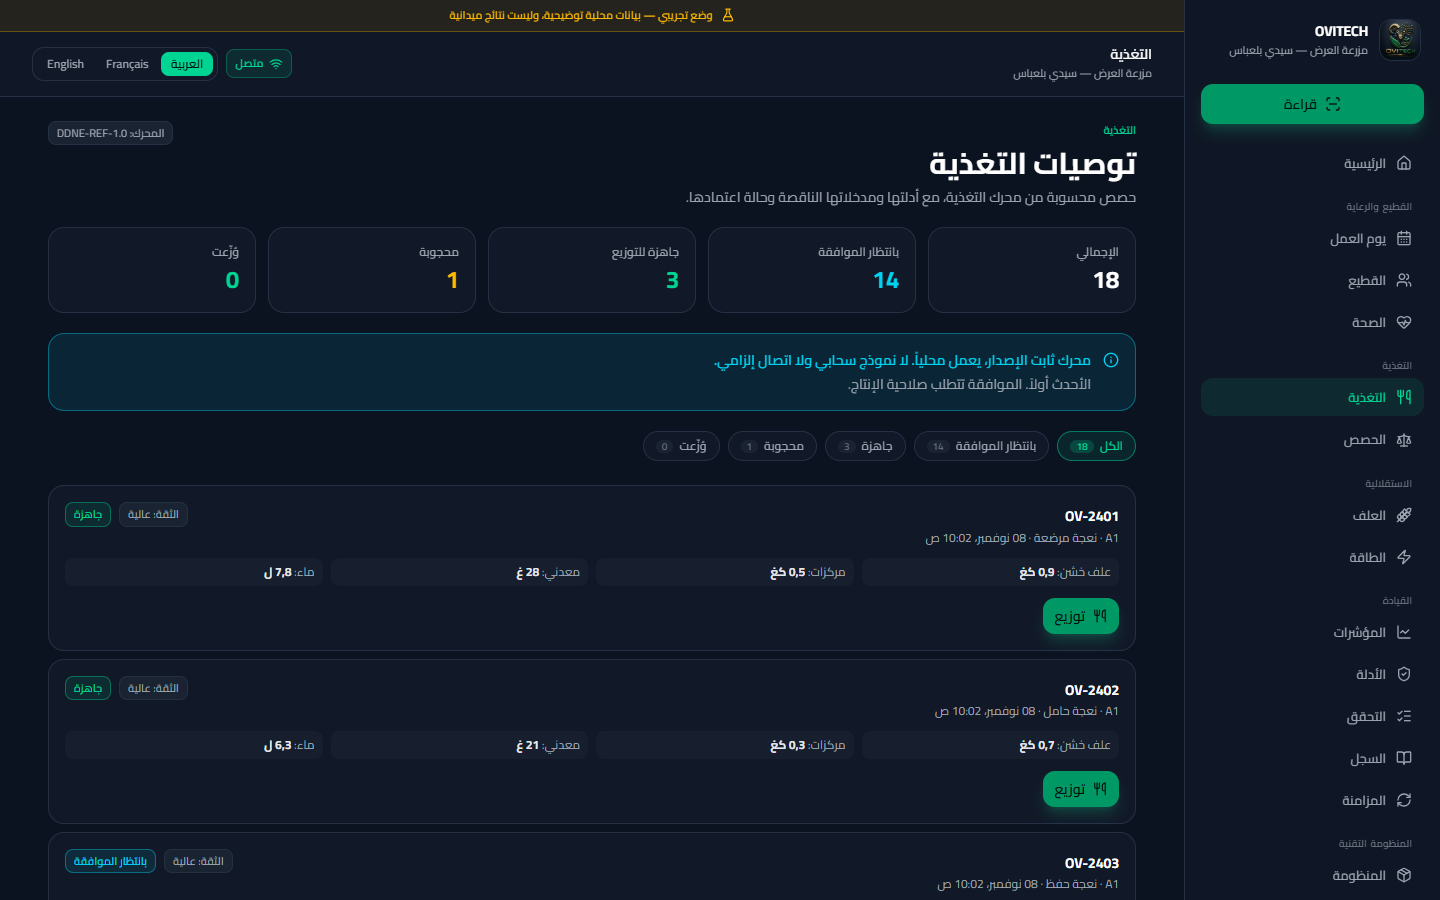 وضع تجريبي — بيانات محلية توضيحية، وليست نتائج ميدانية
OVITECH
مزرعة العرض — سيدي بلعباس
قراءة
الرئيسية
القطيع والرعاية
يوم العمل
القطيع
الصحة
التغذية
التغذية
الحصص
الاستقلالية
العلف
الطاقة
القيادة
المؤشرات
الأدلة
التحقق
السجل
المزامنة
المنظومة التقنية
المنظومة
التغذية
مزرعة العرض — سيدي بلعباس
متصل
العربية Français English
التغذية
المحرك: DDNE-REF-1.0
توصيات التغذية
حصص محسوبة من محرك التغذية، مع أدلتها ومدخلاتها الناقصة وحالة اعتمادها.
الإجمالي
18
بانتظار الموافقة
14
جاهزة للتوزيع
3
محجوبة
1
وُزّعت
0
محرك ثابت الإصدار، يعمل محلياً. لا نموذج سحابي ولا اتصال إلزامي.
الأحدث أولاً. الموافقة تتطلب صلاحية الإنتاج.
الكل 18
بانتظار الموافقة 14
جاهزة 3
محجوبة 1
وُزّعت 0
OV-2401
الثقة: عالية
جاهزة
A1 · نعجة مرضعة · 08 نوفمبر، 10:02 ص
علف خشن: 0,9 كغ
مركزات: 0,5 كغ
معدني: 28 غ
ماء: 7,8 ل
توزيع
OV-2402
الثقة: عالية
جاهزة
A1 · نعجة حامل · 08 نوفمبر، 10:02 ص
علف خشن: 0,7 كغ
مركزات: 0,3 كغ
معدني: 21 غ
ماء: 6,3 ل
توزيع
OV-2403
الثقة: عالية
بانتظار الموافقة
A1 · نعجة حفظ · 08 نوفمبر، 10:02 ص